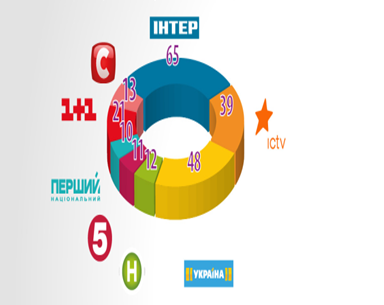 ІНТЕР
65
С
13
39
1+1
21
ictv
10
11
12
48
ПЕРШИЙ
НАЦІОНАЛЬНИЙ
5
Н
УКРАЇНА